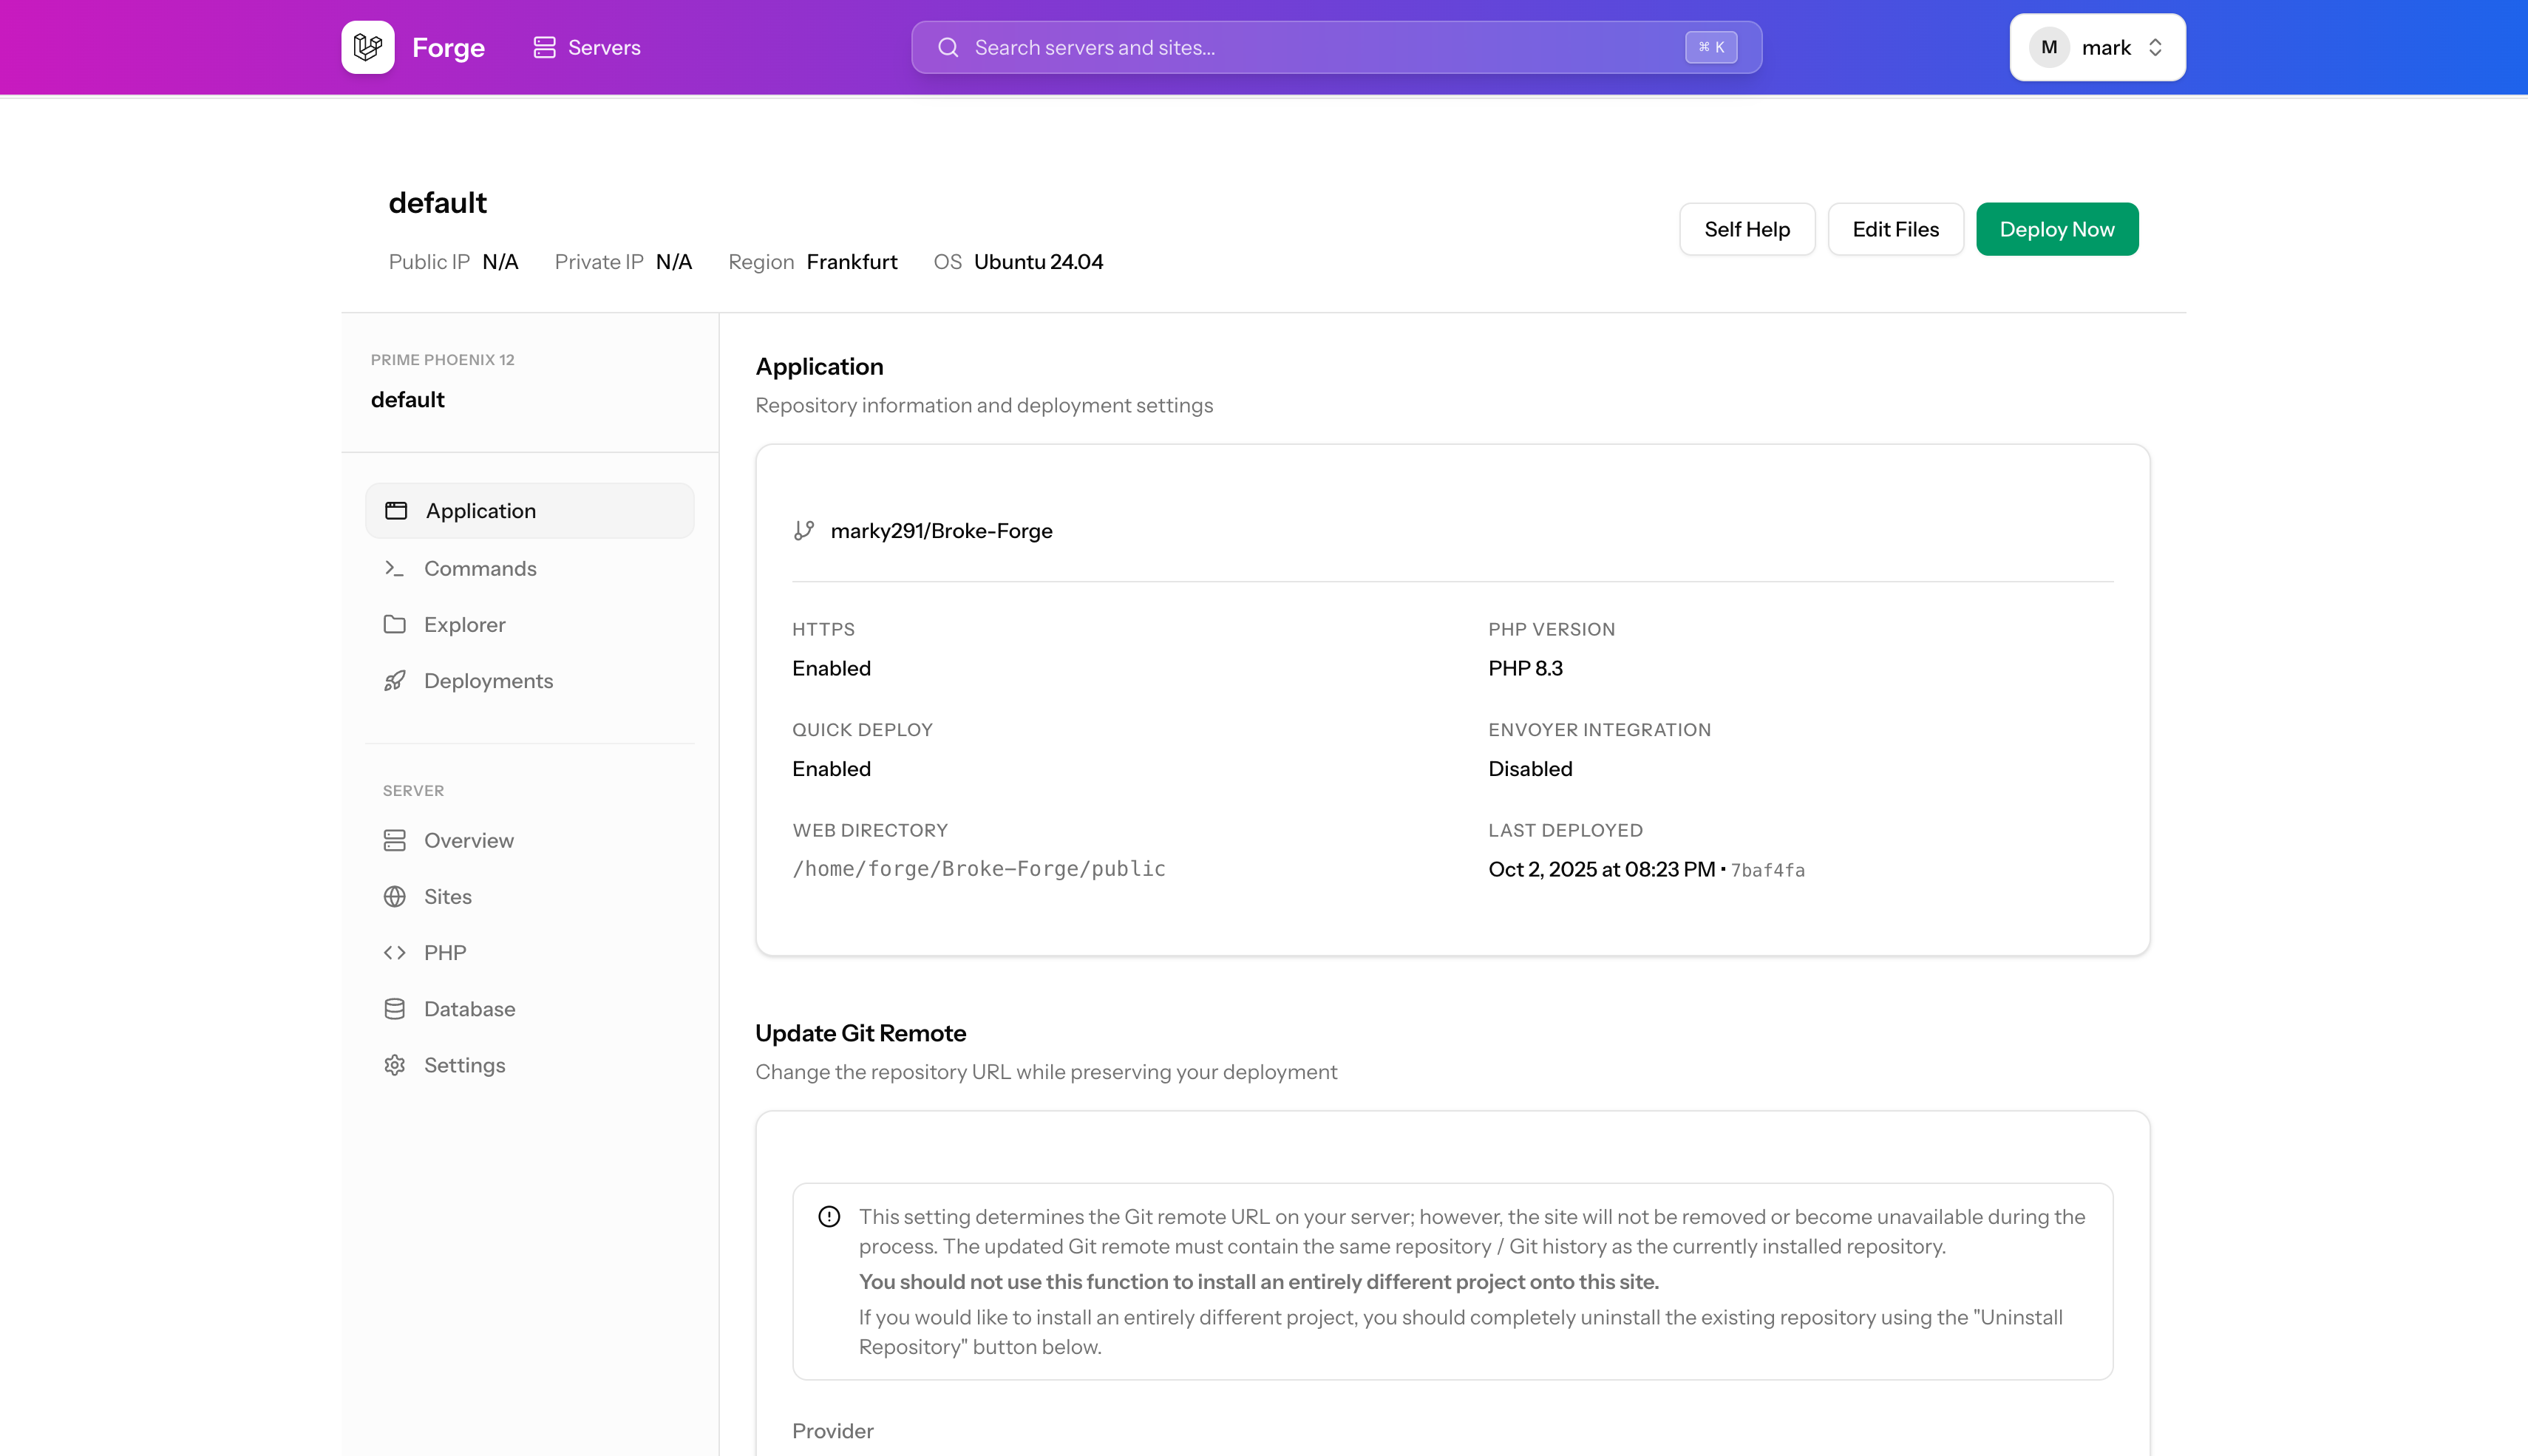 Forge
Servers
Search servers and sites...
⌘ K
M
mark
default
Public IP N/A Private IP N/A Region Frankfurt OS Ubuntu 24.04
Self Help
Edit Files
Deploy Now
PRIME PHOENIX 12
default
Application
Commands
Explorer
Deployments
SERVER
Overview
Sites
PHP
Database
Settings
Application
Repository information and deployment settings
marky291/Broke-Forge
HTTPS
Enabled
PHP VERSION
PHP 8.3
QUICK DEPLOY
Enabled
ENVOYER INTEGRATION
Disabled
WEB DIRECTORY
/home/forge/Broke-Forge/public
LAST DEPLOYED
Oct 2, 2025 at 08:23 PM • 7baf4fa
Update Git Remote
Change the repository URL while preserving your deployment
This setting determines the Git remote URL on your server; however, the site will not be removed or become unavailable during the
process. The updated Git remote must contain the same repository / Git history as the currently installed repository.
You should not use this function to install an entirely different project onto this site.
If you would like to install an entirely different project, you should completely uninstall the existing repository using the "Uninstall
Repository" button below.
Provider